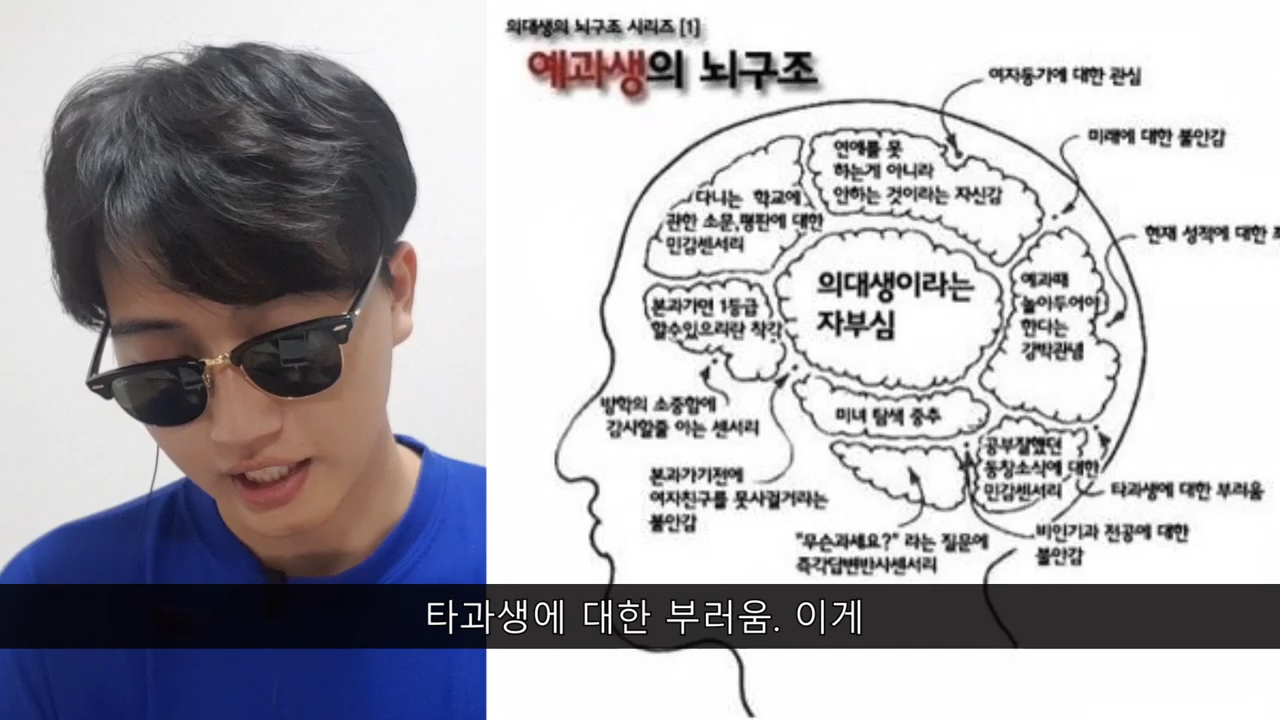 의대생의 뇌구조 시리즈 [1]
예과생의 뇌구조
여자동기에 대한 관심
미래에 대한 불안감
현재 성적에 대한
연애를 못
하는게 아니라
안하는 것이라는 자신감
다니는 학교에
관한 소문,평판에 대한
민감센서리
의대생이라는
자부심
예과때
놀아두어야
한다는
강박관념
본과가면 1등급
할수있으리란 착각
방학의 소중함에
감사할줄 아는 센서리
미녀 탐색 중추
공부잘했던
동창소식에 대한
민감센서리
본과가기전에
여자친구를 못사귈거라는
불안감
타과생에 대한 부러움
"무슨과세요?" 라는 질문에
즉각답변반사센서리
비인기과 전공에 대한
불안감
타과생에 대한 부러움. 이게